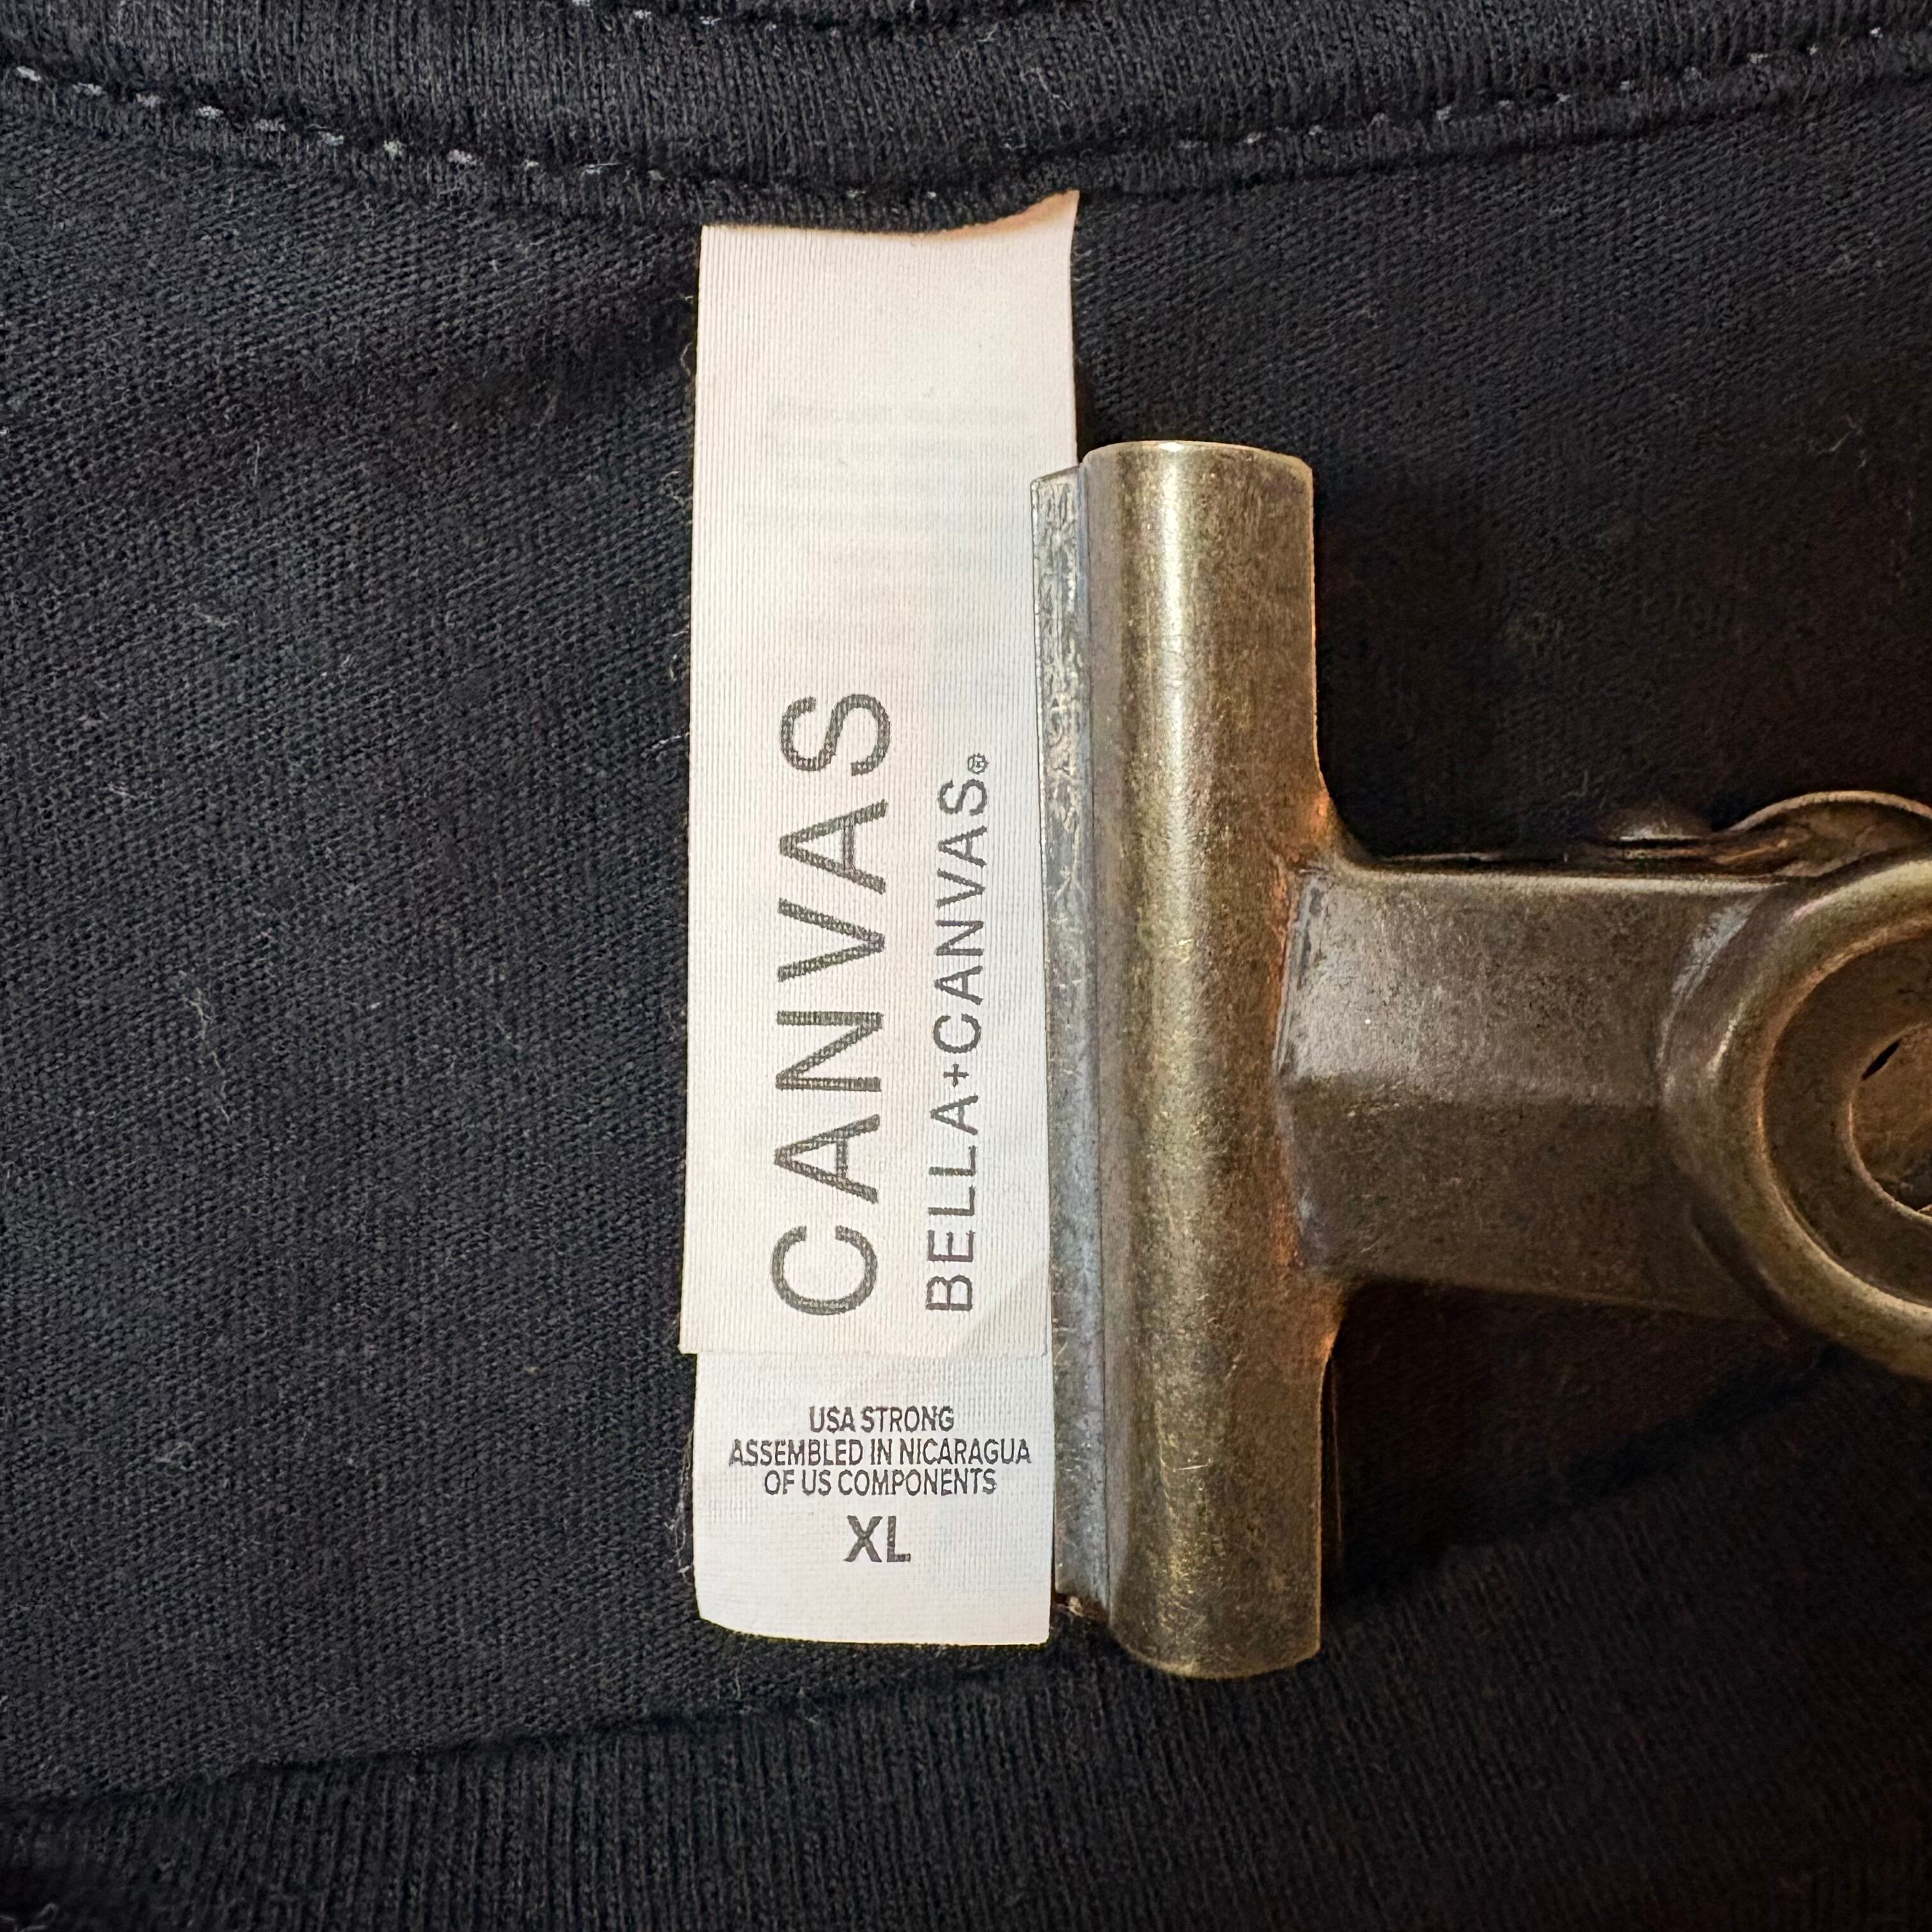 CANVAS
BELLA+CANVAS®
USA STRONG
ASSEMBLED IN NICARAGUA
OF US COMPONENTS
XL